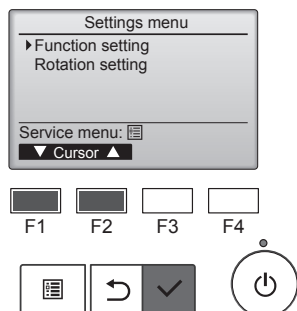 Settings menu
Function setting
Rotation setting
Service menu:
Cursor
F1 F2 F3 F4